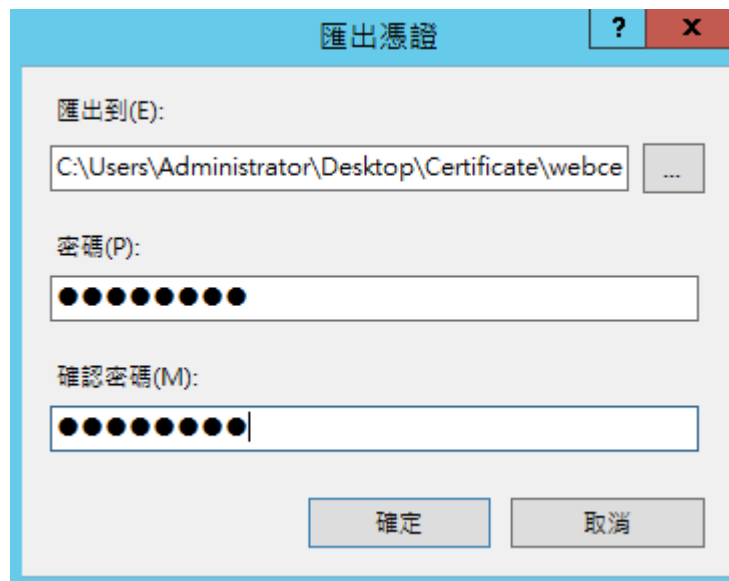 匯出憑證
? x
匯出到(E):
C:\Users\Administrator\Desktop\Certificate\webce
...
密碼(P):
●●●●●●●●
確認密碼(M):
●●●●●●●●
確定
取消